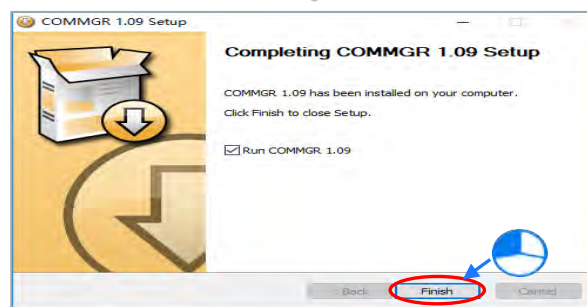 COMMGR 1.09 Setup
Completing COMMGR 1.09 Setup
COMMGR 1.09 has been installed on your computer.
Click Finish to close Setup.
Run COMMGR 1.09
< Back Finish Cancel